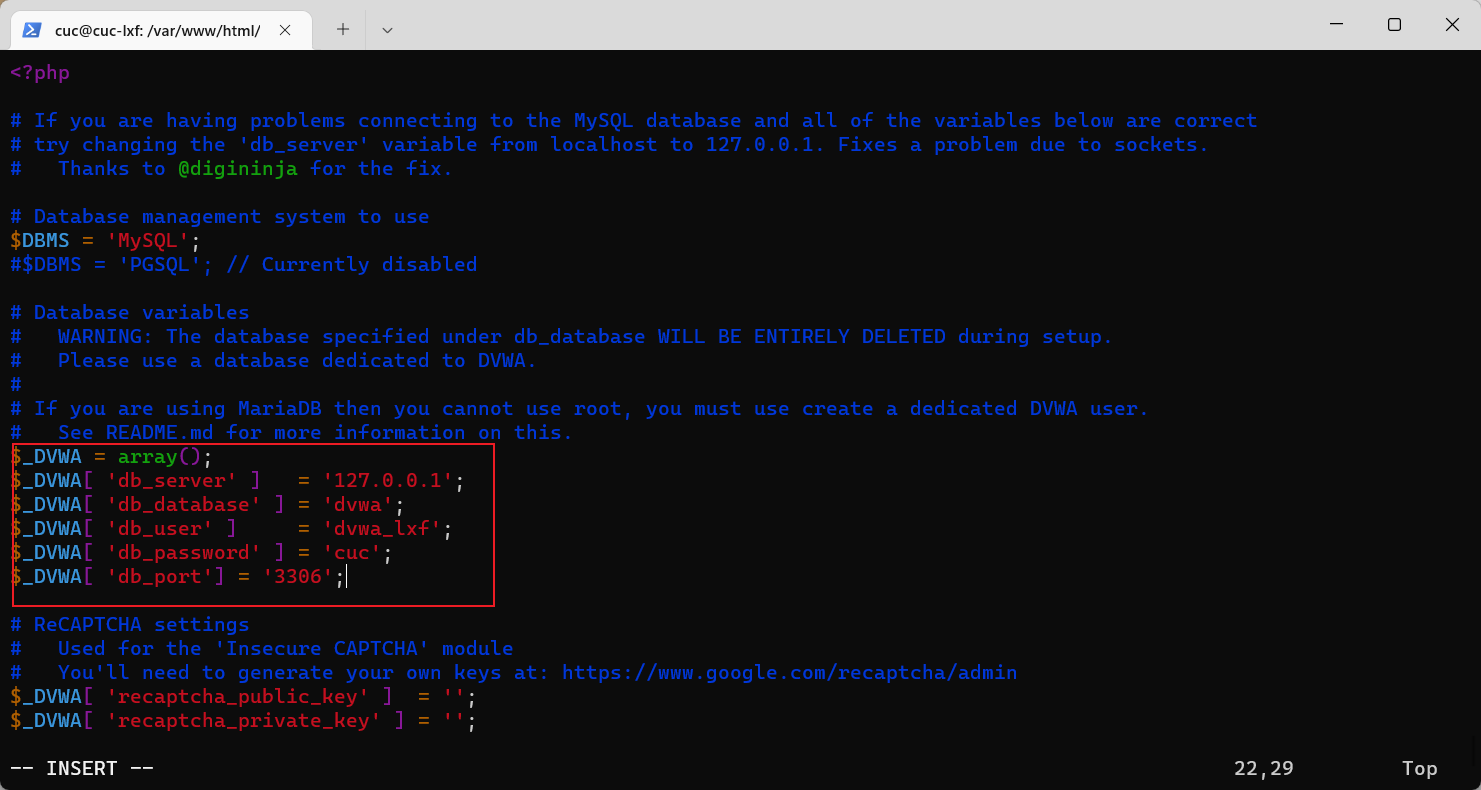 cuc@cuc-lxf: /var/www/html/
<?php
# If you are having problems connecting to the MySQL database and all of the variables below are correct
# try changing the 'db_server' variable from localhost to 127.0.0.1. Fixes a problem due to sockets.
#   Thanks to @digininja for the fix.
# Database management system to use
$DBMS = 'MySQL';
#$DBMS = 'PGSQL'; // Currently disabled
# Database variables
#   WARNING: The database specified under db_database WILL BE ENTIRELY DELETED during setup.
#   Please use a database dedicated to DVWA.
#
# If you are using MariaDB then you cannot use root, you must use create a dedicated DVWA user.
#   See README.md for more information on this.
$_DVWA = array();
$_DVWA[ 'db_server' ]   = '127.0.0.1';
$_DVWA[ 'db_database' ] = 'dvwa';
$_DVWA[ 'db_user' ]     = 'dvwa_lxf';
$_DVWA[ 'db_password' ] = 'cuc';
$_DVWA[ 'db_port'] = '3306';
# ReCAPTCHA settings
#   Used for the 'Insecure CAPTCHA' module
#   You'll need to generate your own keys at: https://www.google.com/recaptcha/admin
$_DVWA[ 'recaptcha_public_key' ]  = '';
$_DVWA[ 'recaptcha_private_key' ] = '';
-- INSERT -- 22,29 Top